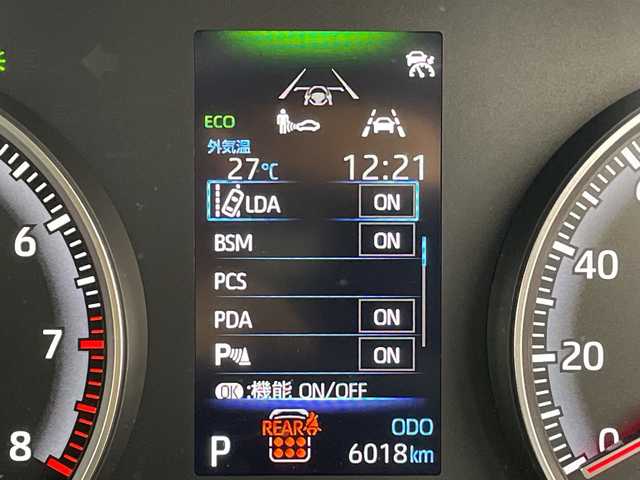 ECO
外気温
27℃ 12:21
LDA ON
BSM ON
PCS
PDA ON
P ON
OK :機能 ON/OFF
REAR
ODO
P 6018km
6
7
8
40
20
0